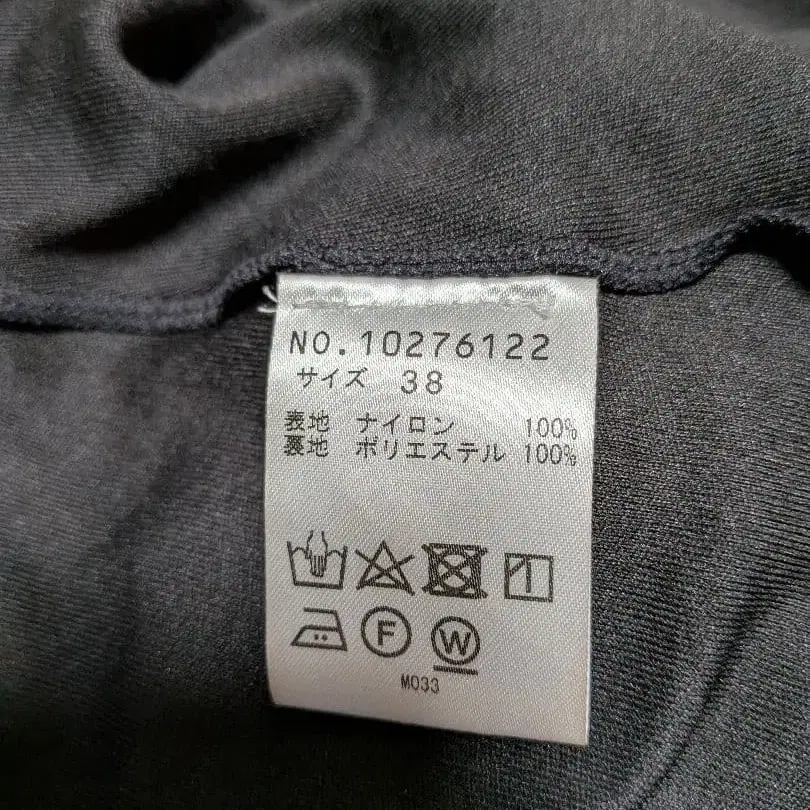 NO.10276122
サイズ 38
表地 ナイロン 100%
裏地 ポリエステル 100%
F W
M033